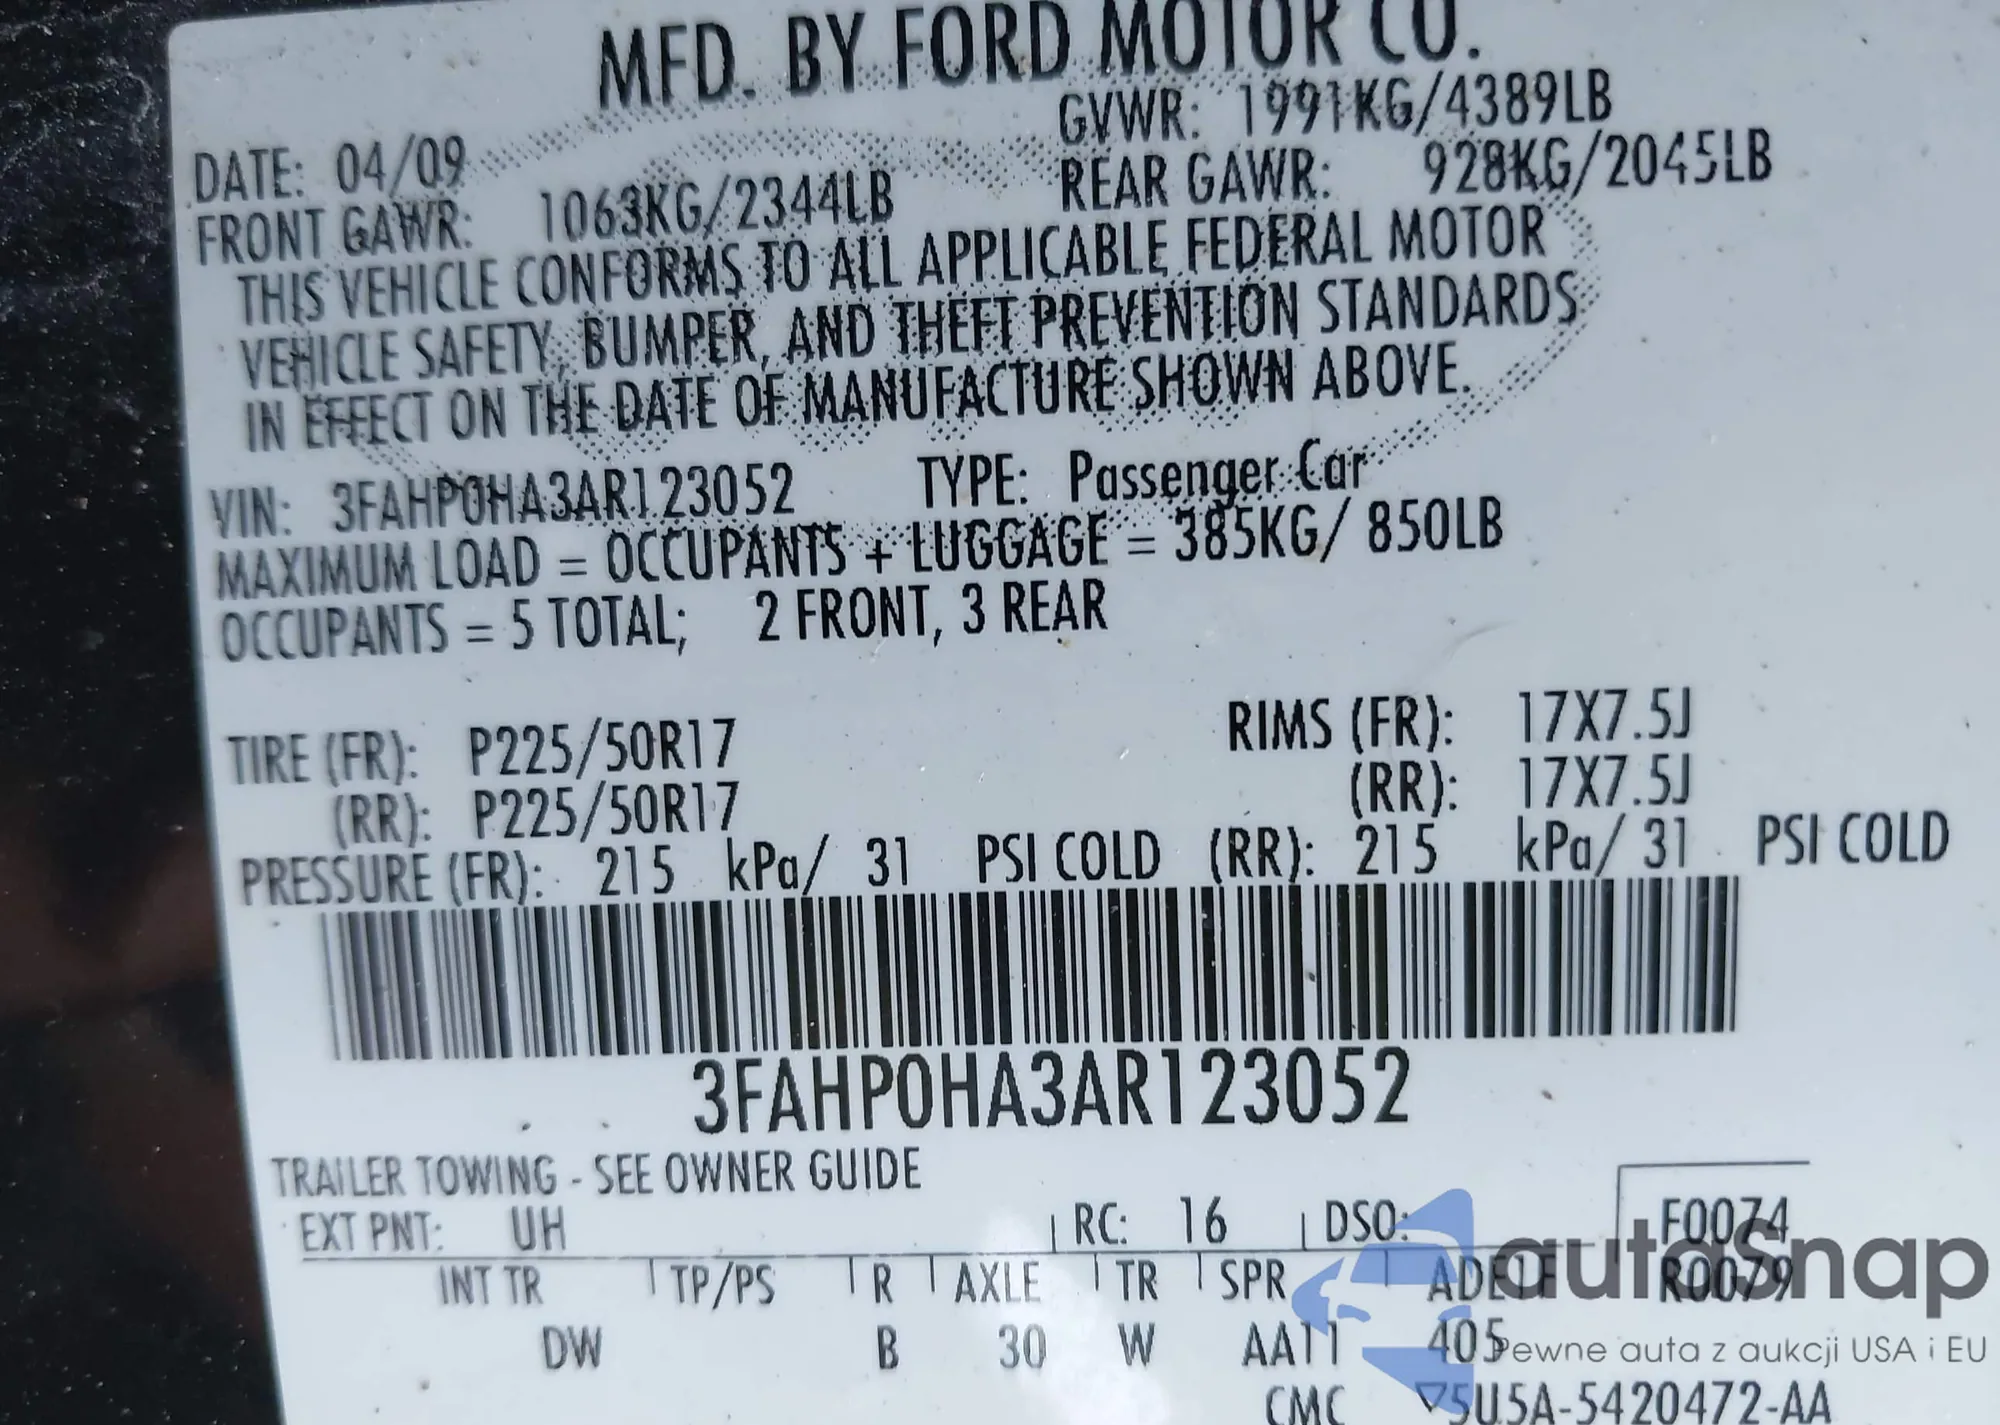 MFD. BY FORD MOTOR CO.
DATE: 04/09 GVWR: 1991KG/4389LB
FRONT GAWR: 1063KG/2344LB REAR GAWR: 928KG/2045LB
THIS VEHICLE CONFORMS TO ALL APPLICABLE FEDERAL MOTOR
VEHICLE SAFETY, BUMPER, AND THEFT PREVENTION STANDARDS
IN EFFECT ON THE DATE OF MANUFACTURE SHOWN ABOVE.
VIN: 3FAHP0HA3AR123052 TYPE: Passenger Car
MAXIMUM LOAD = OCCUPANTS + LUGGAGE = 385KG/ 850LB
OCCUPANTS = 5 TOTAL; 2 FRONT, 3 REAR
TIRE (FR): P225/50R17 RIMS (FR): 17X7.5J
(RR): P225/50R17 (RR): 17X7.5J
PRESSURE (FR): 215 kPa/ 31 PSI COLD (RR): 215 kPa/ 31 PSI COLD
3FAHP0HA3AR123052
TRAILER TOWING - SEE OWNER GUIDE
EXT PNT: UH RC: 16 DSO: F0074
INT TR TP/PS R AXLE TR SPR R0079
DW B 30 W AA11 405
CMC ▽5U5A-5420472-AA
autoSnap
Pewne auta z aukcji USA i EU